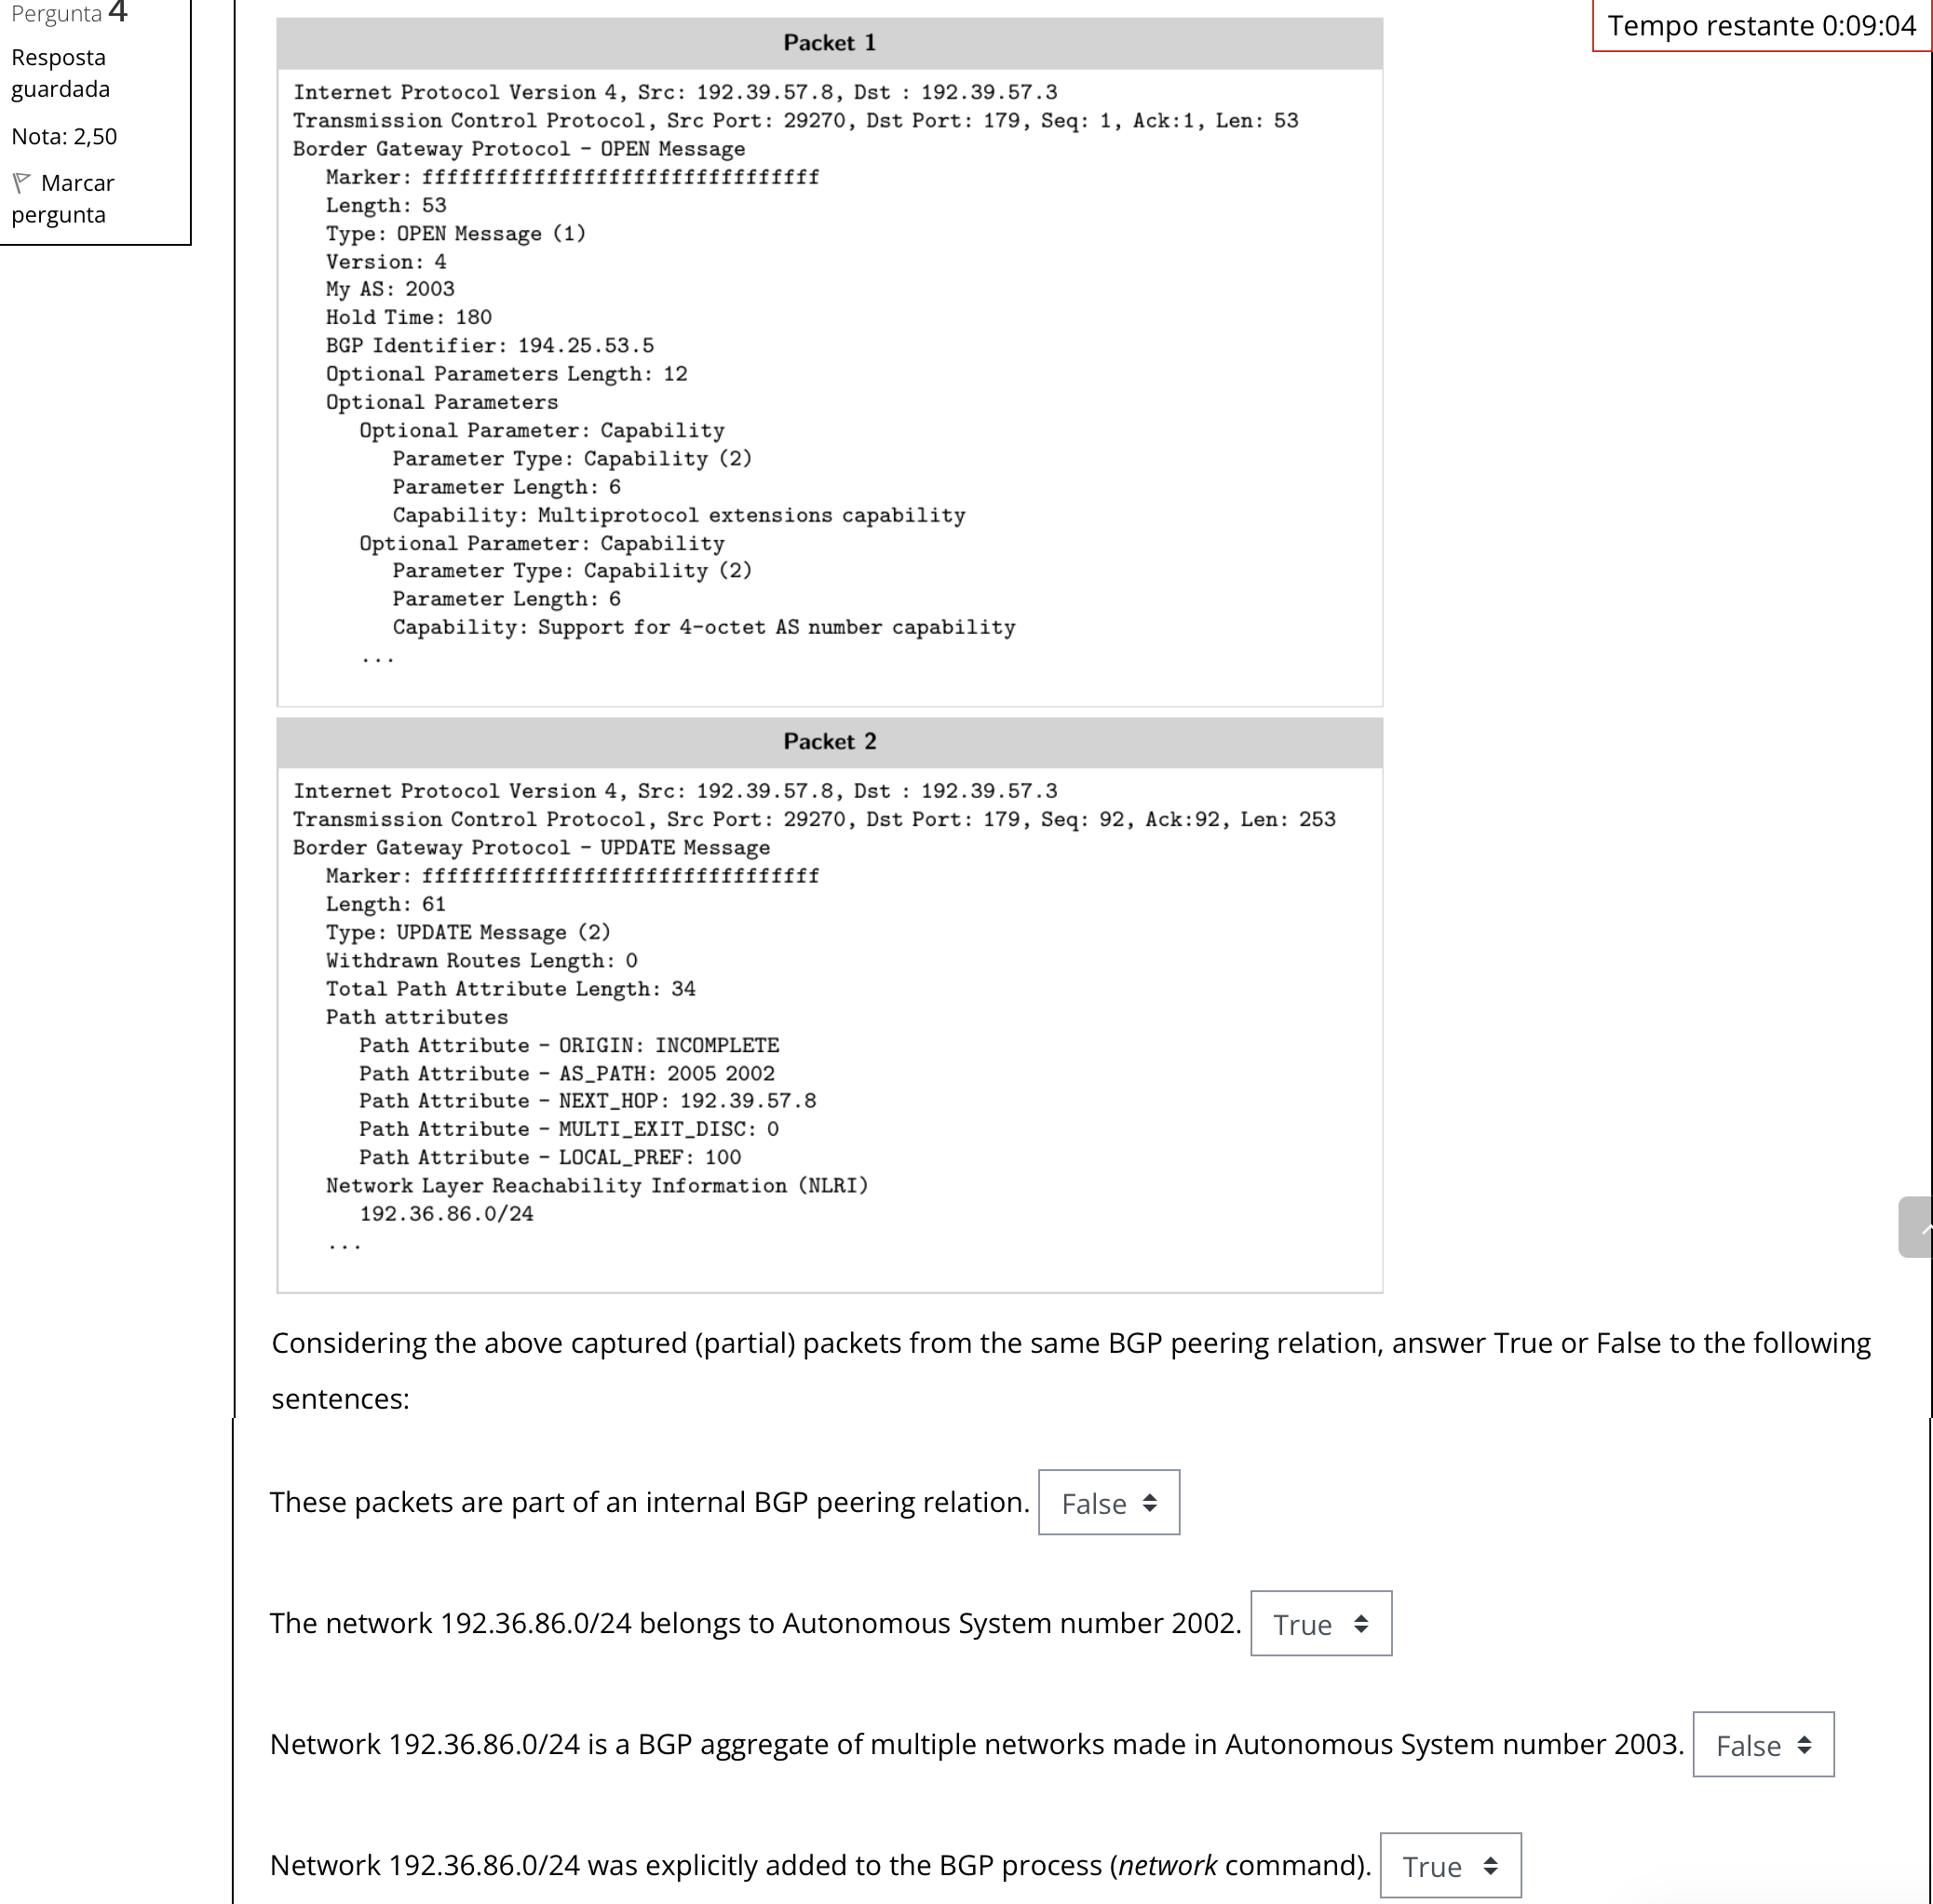 Pergunta 4
Resposta
guardada
Nota: 2,50
Marcar
pergunta
Tempo restante 0:09:04
Packet 1
Internet Protocol Version 4, Src: 192.39.57.8, Dst : 192.39.57.3
Transmission Control Protocol, Src Port: 29270, Dst Port: 179, Seq: 1, Ack:1, Len: 53
Border Gateway Protocol - OPEN Message
Marker: ffffffffffffffffffffffffffffffff
Length: 53
Type: OPEN Message (1)
Version: 4
My AS: 2003
Hold Time: 180
BGP Identifier: 194.25.53.5
Optional Parameters Length: 12
Optional Parameters
Optional Parameter: Capability
Parameter Type: Capability (2)
Parameter Length: 6
Capability: Multiprotocol extensions capability
Optional Parameter: Capability
Parameter Type: Capability (2)
Parameter Length: 6
Capability: Support for 4-octet AS number capability
...
Packet 2
Internet Protocol Version 4, Src: 192.39.57.8, Dst : 192.39.57.3
Transmission Control Protocol, Src Port: 29270, Dst Port: 179, Seq: 92, Ack:92, Len: 253
Border Gateway Protocol - UPDATE Message
Marker: ffffffffffffffffffffffffffffffff
Length: 61
Type: UPDATE Message (2)
Withdrawn Routes Length: 0
Total Path Attribute Length: 34
Path attributes
Path Attribute - ORIGIN: INCOMPLETE
Path Attribute - AS_PATH: 2005 2002
Path Attribute - NEXT_HOP: 192.39.57.8
Path Attribute - MULTI_EXIT_DISC: 0
Path Attribute - LOCAL_PREF: 100
Network Layer Reachability Information (NLRI)
192.36.86.0/24
...
Considering the above captured (partial) packets from the same BGP peering relation, answer True or False to the following
sentences:
These packets are part of an internal BGP peering relation. False
The network 192.36.86.0/24 belongs to Autonomous System number 2002. True
Network 192.36.86.0/24 is a BGP aggregate of multiple networks made in Autonomous System number 2003. False
Network 192.36.86.0/24 was explicitly added to the BGP process (network command). True